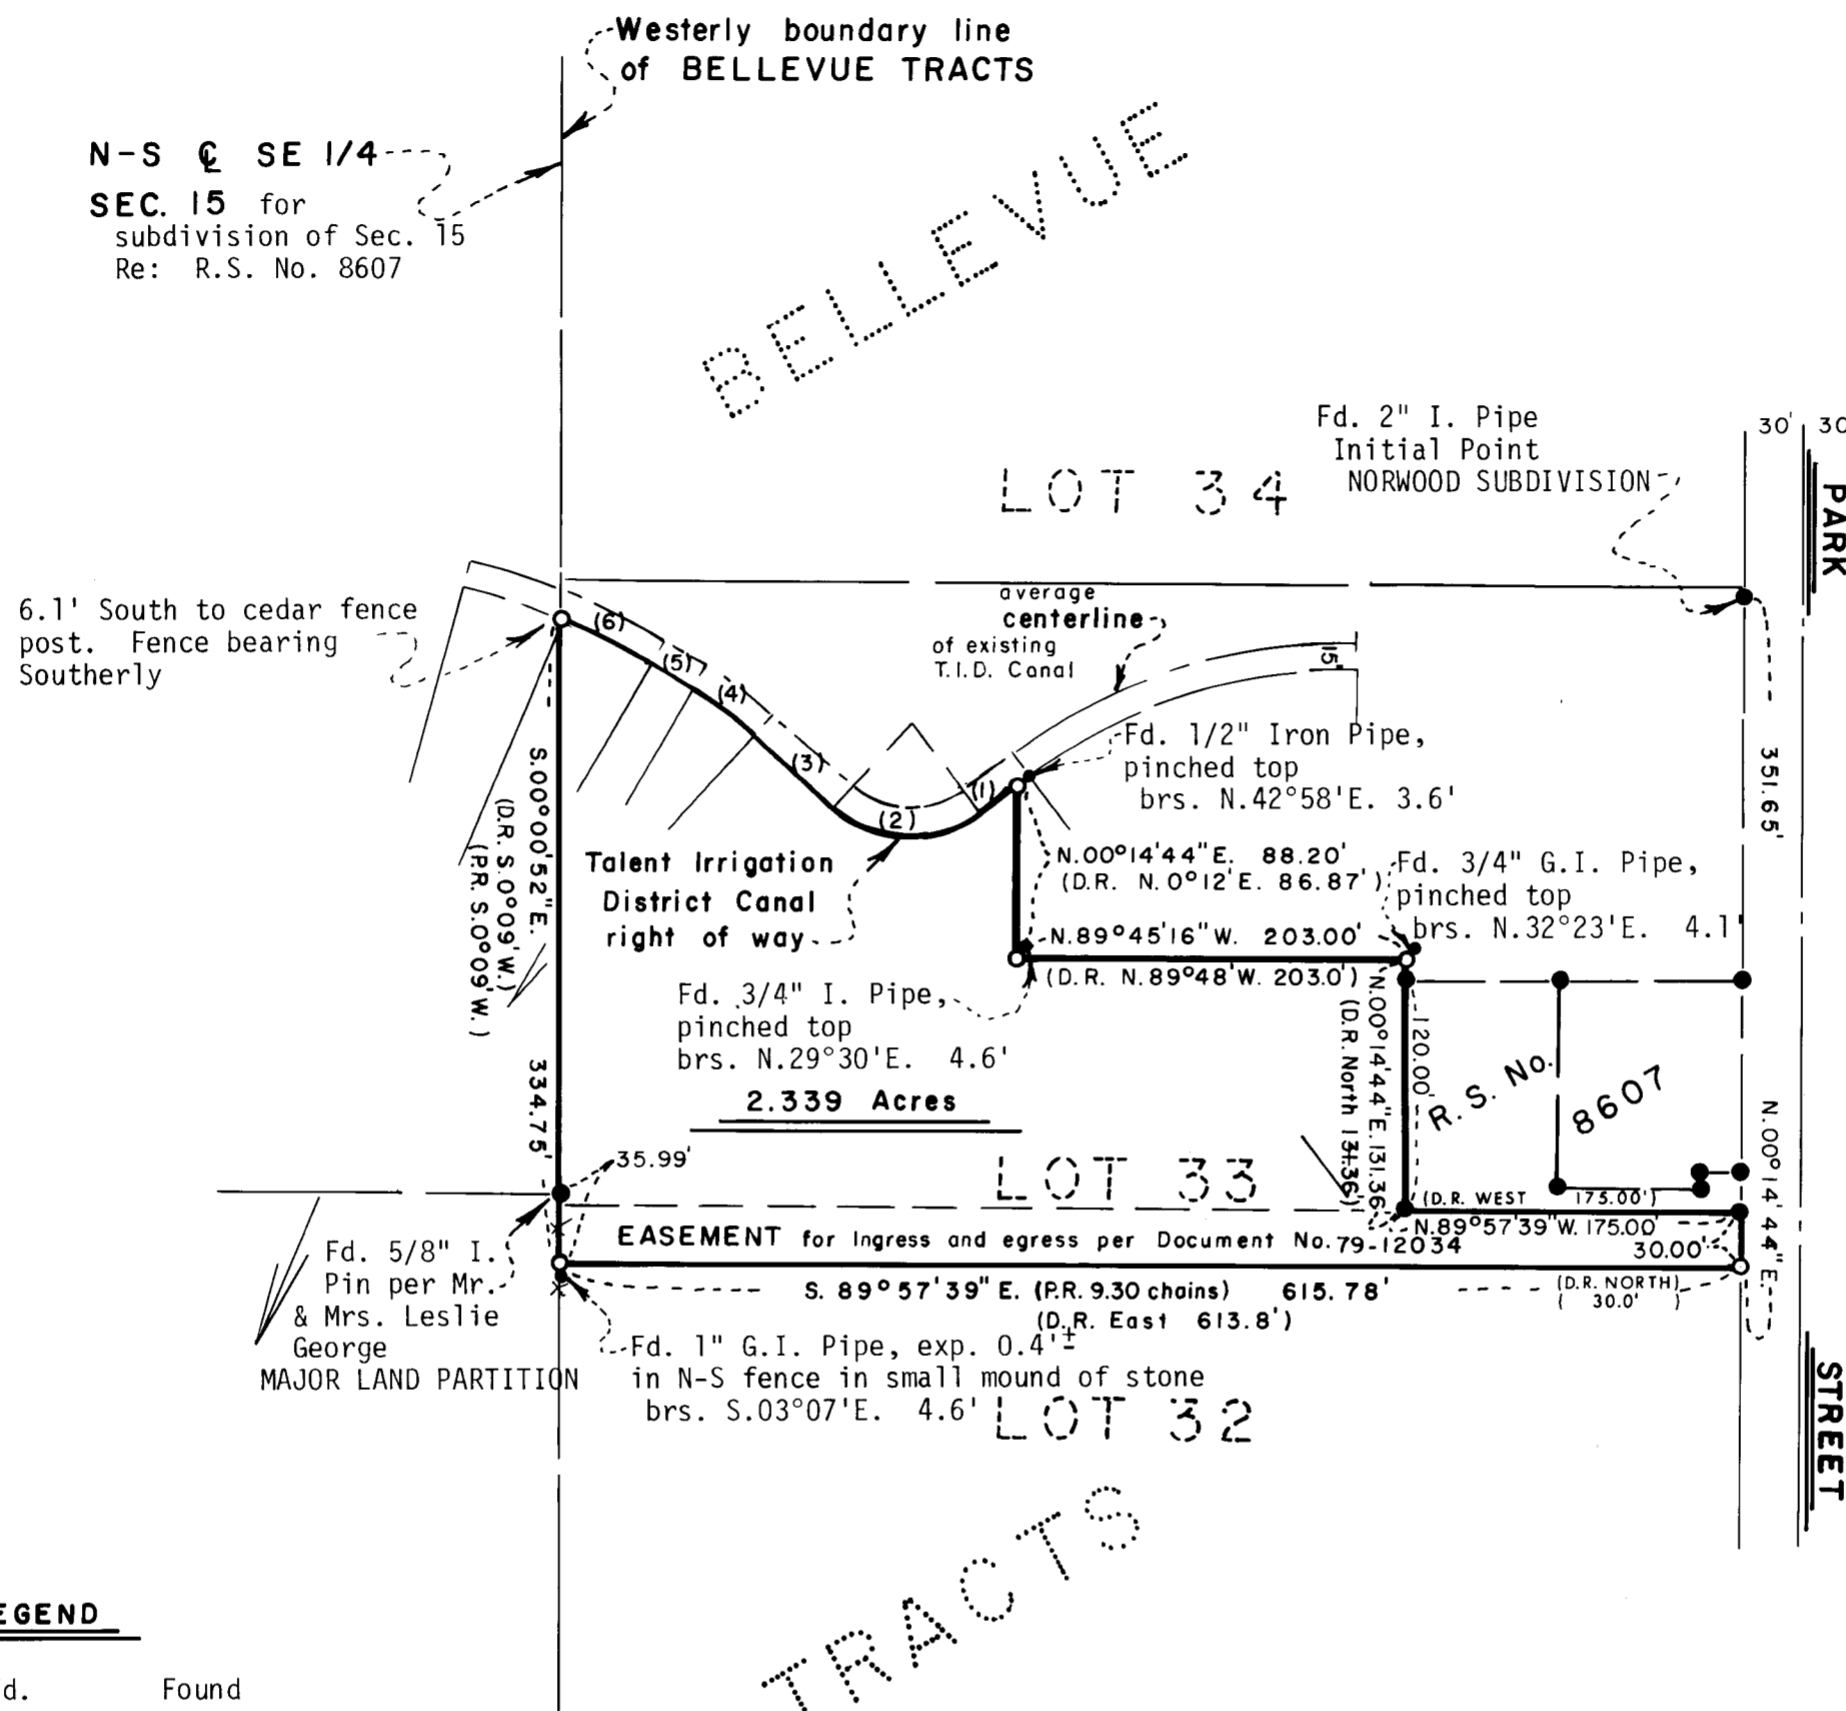 Westerly boundary line
of BELLEVUE TRACTS
N-S ℄ SE 1/4
SEC. 15 for
subdivision of Sec. 15
Re: R.S. No. 8607
BELLEVUE
Fd. 2" I. Pipe
Initial Point
NORWOOD SUBDIVISION
30' 30
PARK
LOT 34
6.1' South to cedar fence
post. Fence bearing
Southerly
average
centerline
of existing
T.I.D. Canal
15'
(6)
(5)
(4)
(3)
(2)
(1)
Fd. 1/2" Iron Pipe,
pinched top
brs. N.42°58'E. 3.6'
351.65'
S.00°00'52"E. 334.75'
(D.R. S.0°09'W.)
(P.R. S.0°09'W.)
Talent Irrigation
District Canal
right of way
N.00°14'44"E. 88.20'
(D.R. N.0°12'E. 86.87')
Fd. 3/4" G.I. Pipe,
pinched top
brs. N.32°23'E. 4.1'
N.89°45'16"W. 203.00'
(D.R. N.89°48'W. 203.0')
Fd. 3/4" I. Pipe,
pinched top
brs. N.29°30'E. 4.6'
2.339 Acres
N.00°14'44"E. 131.36'
(D.R. North 131.36')
120.00'
R. S. No.
8607
N.00°14'44"E.
35.99'
LOT 33
(D.R. WEST 175.00')
N.89°57'39"W. 175.00'
30.00'
EASEMENT for Ingress and egress per Document No. 79-12034
Fd. 5/8" I.
Pin per Mr.
& Mrs. Leslie
George
MAJOR LAND PARTITION
S. 89°57'39"E. (P.R. 9.30 chains) 615.78'
(D.R. East 613.8')
(D.R. NORTH)
( 30.0' )
Fd. 1" G.I. Pipe, exp. 0.4'±
in N-S fence in small mound of stone
brs. S.03°07'E. 4.6'
LOT 32
STREET
TRACTS
EGEND
d. Found